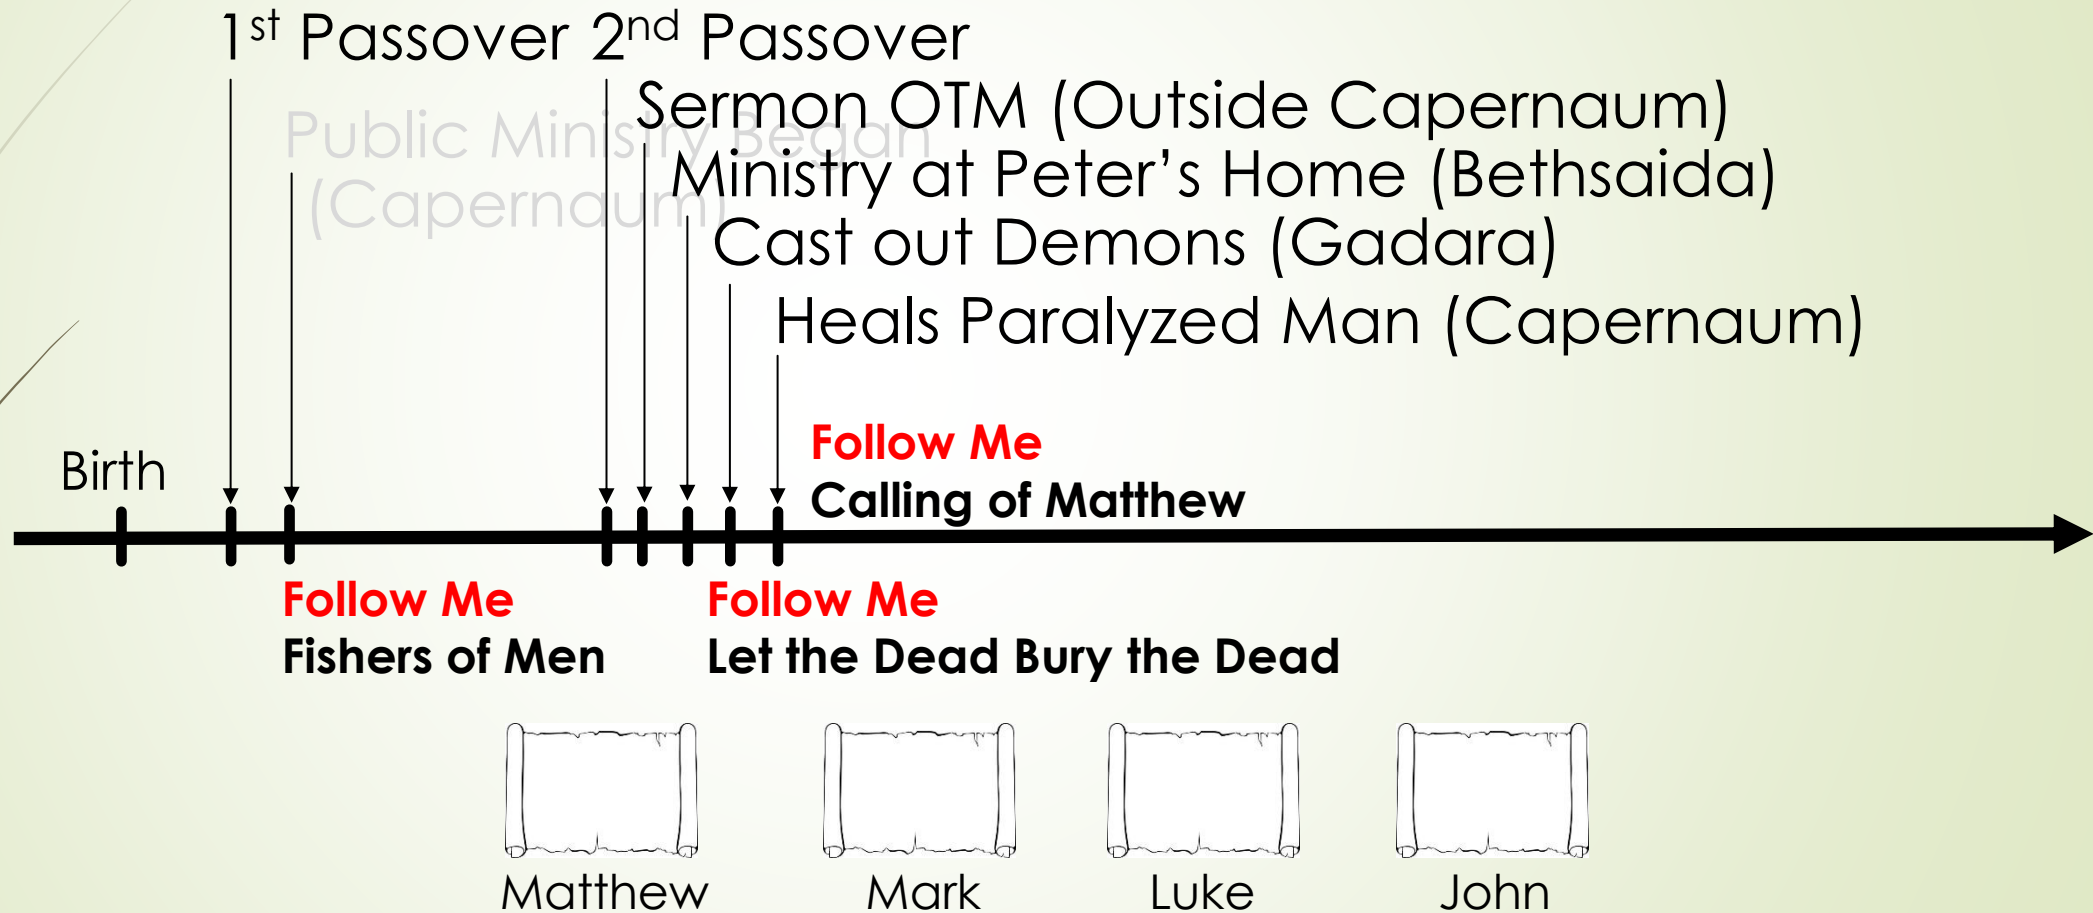 1st Passover 2nd Passover
Sermon OTM (Outside Capernaum)
Public Ministry Began
(Capernaum)
Ministry at Peter’s Home (Bethsaida)
Cast out Demons (Gadara)
Heals Paralyzed Man (Capernaum)
Birth
Follow Me
Calling of Matthew
Follow Me
Fishers of Men
Follow Me
Let the Dead Bury the Dead
Matthew
Mark
Luke
John